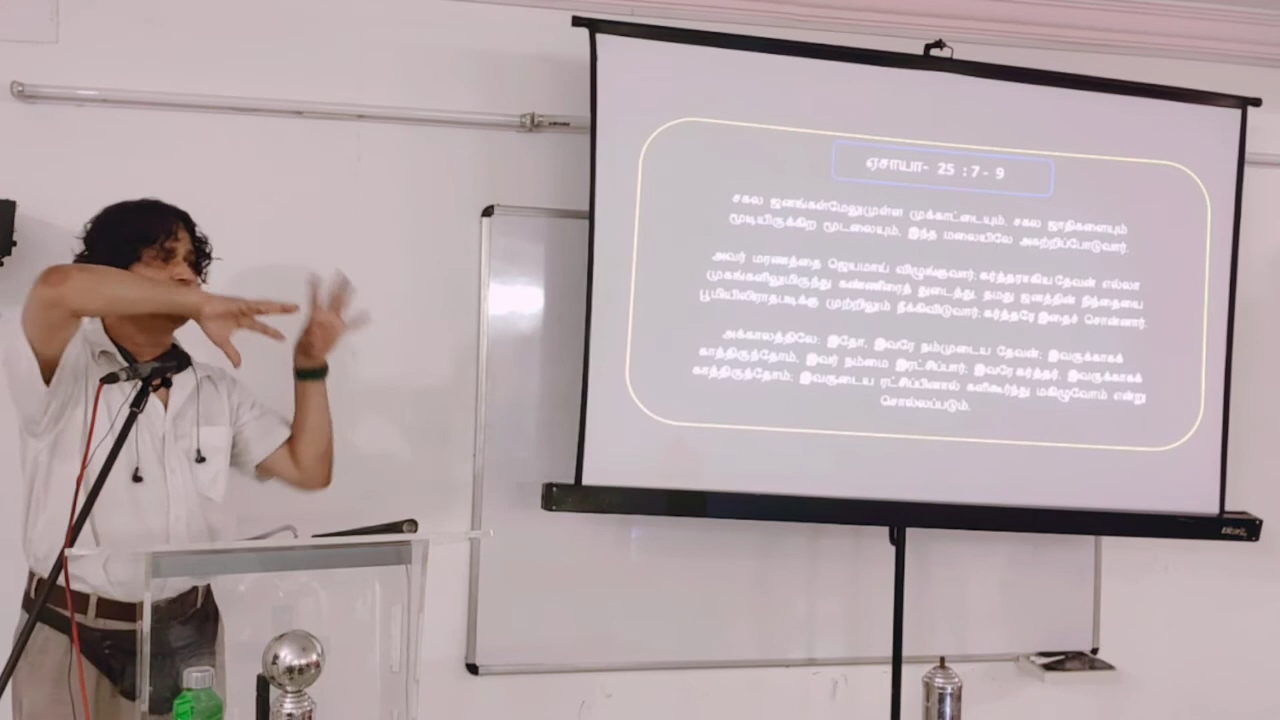 ஏசாயா- 25 : 7 - 9
சகல ஜனங்கள்மேலுமுள்ள முக்காட்டையும், சகல ஜாதிகளையும்
மூடியிருக்கிற மூடலையும், இந்த மலையிலே அகற்றிப்போடுவார்.
அவர் மரணத்தை ஜெயமாய் விழுங்குவார்; கர்த்தராகிய தேவன் எல்லா
முகங்களிலுமிருந்து கண்ணீரைத் துடைத்து, தமது ஜனத்தின் நிந்தையை
பூமியிலிராதபடிக்கு முற்றிலும் நீக்கிவிடுவார்; கர்த்தரே இதைச் சொன்னார்.
அக்காலத்திலே: இதோ, இவரே நம்முடைய தேவன்; இவருக்காகக்
காத்திருந்தோம், இவர் நம்மை இரட்சிப்பார்; இவரே கர்த்தர், இவருக்காகக்
காத்திருந்தோம்; இவருடைய ரட்சிப்பினால் களிகூர்ந்து மகிழுவோம் என்று
சொல்லப்படும்.